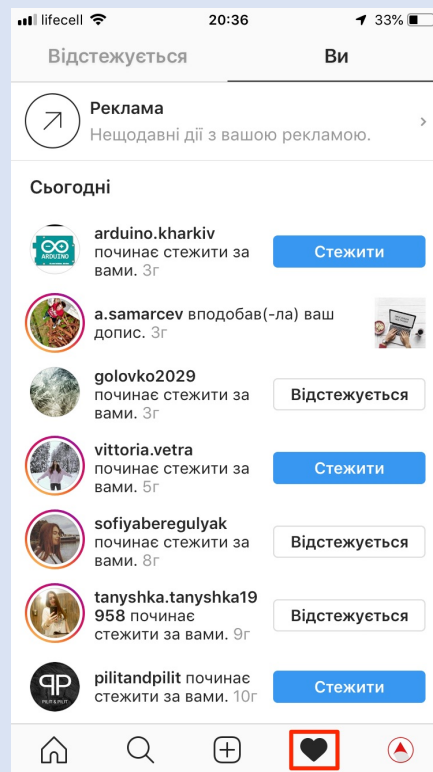 lifecell 20:36 33%
Відстежується Ви
Реклама
Нещодавні дії з вашою рекламою.
Сьогодні
ARDUINO
arduino.kharkiv
починає стежити за
вами. 3г
Стежити
a.samarcev вподобав(-ла) ваш
допис. 3г
golovko2029
починає стежити за
вами. 3г
Відстежується
vittoria.vetra
починає стежити за
вами. 5г
Стежити
sofiyaberegulyak
починає стежити за
вами. 8г
Відстежується
tanyshka.tanyshka19
958 починає
стежити за вами. 9г
Відстежується
PILIT & PILIT
pilitandpilit починає
стежити за вами. 10г
Стежити